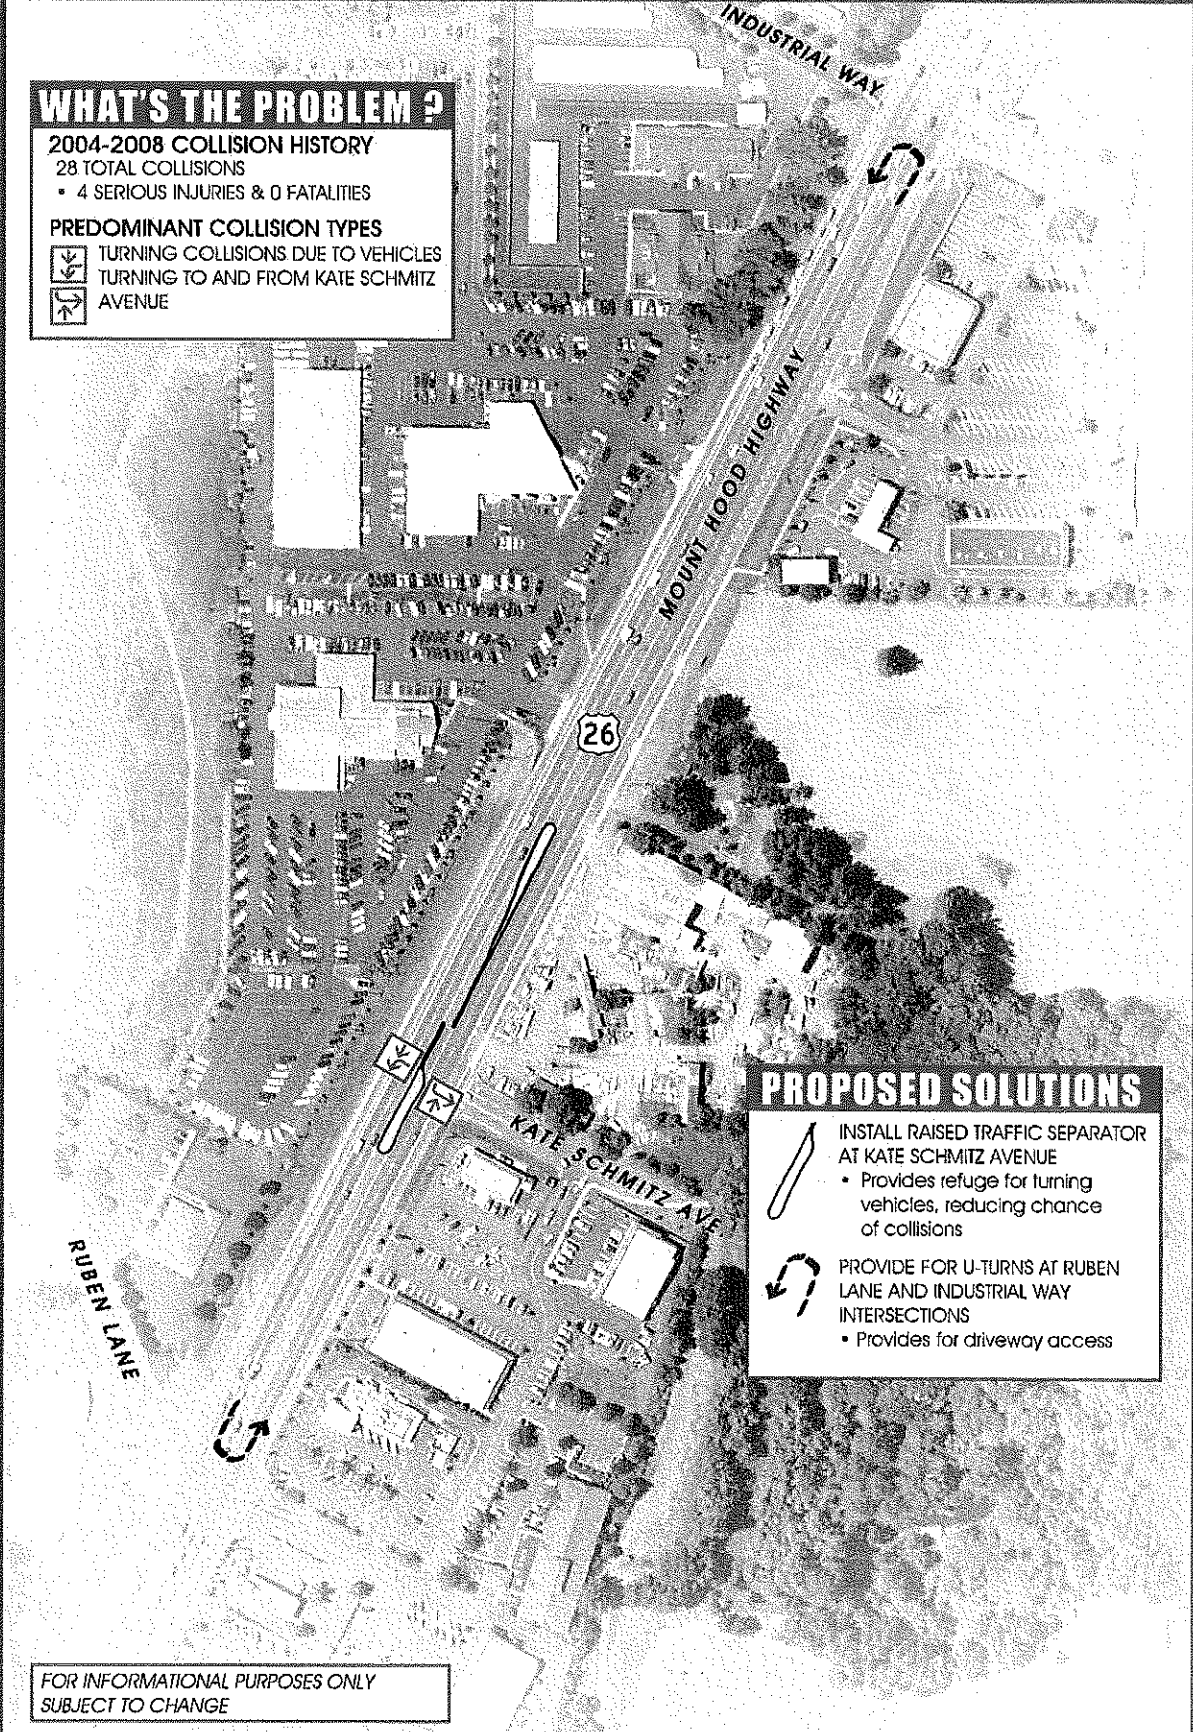 INDUSTRIAL WAY
WHAT'S THE PROBLEM ?
2004-2008 COLLISION HISTORY
28 TOTAL COLLISIONS
• 4 SERIOUS INJURIES & 0 FATALITIES
PREDOMINANT COLLISION TYPES
TURNING COLLISIONS DUE TO VEHICLES
TURNING TO AND FROM KATE SCHMITZ
AVENUE
MOUNT HOOD HIGHWAY
26
KATE SCHMITZ AVE
RUBEN LANE
PROPOSED SOLUTIONS
INSTALL RAISED TRAFFIC SEPARATOR
AT KATE SCHMITZ AVENUE
• Provides refuge for turning
vehicles, reducing chance
of collisions
PROVIDE FOR U-TURNS AT RUBEN
LANE AND INDUSTRIAL WAY
INTERSECTIONS
• Provides for driveway access
FOR INFORMATIONAL PURPOSES ONLY
SUBJECT TO CHANGE